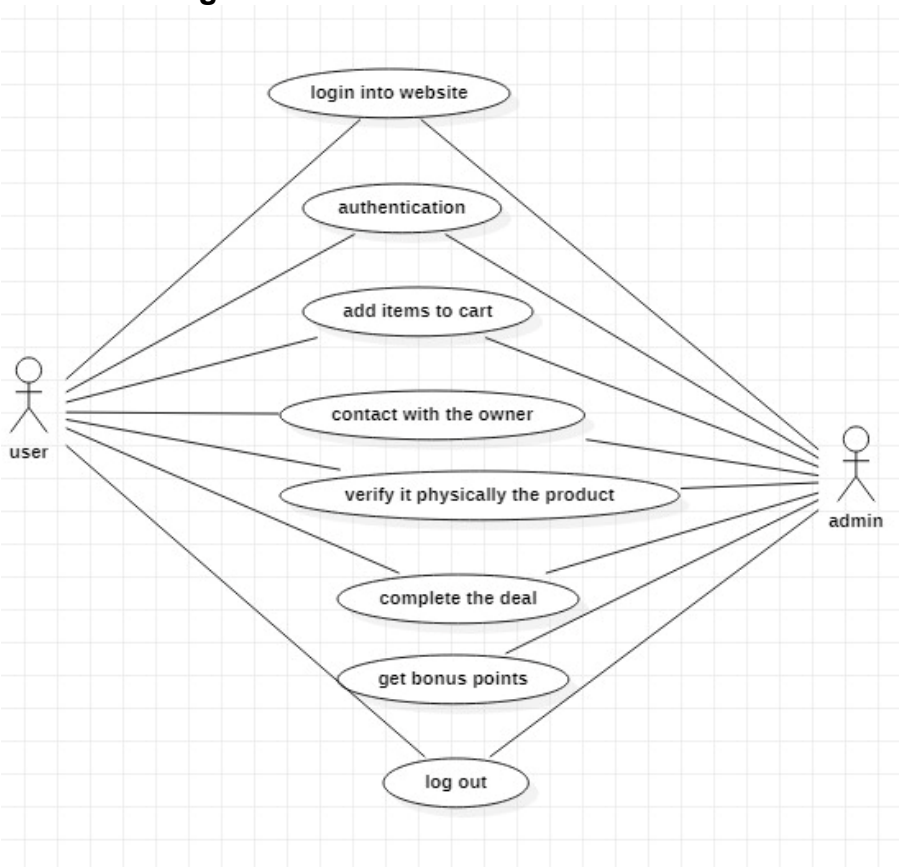 login into website
authentication
add items to cart
contact with the owner
user
verify it physically the product
admin
complete the deal
get bonus points
log out